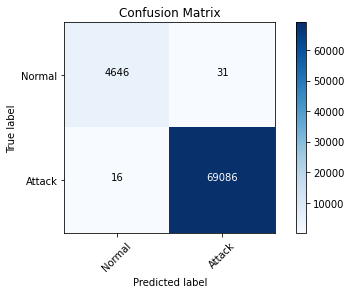 Confusion Matrix
Normal
4646
31
Attack
16
69086
True label
Normal
Attack
Predicted label
60000
50000
40000
30000
20000
10000